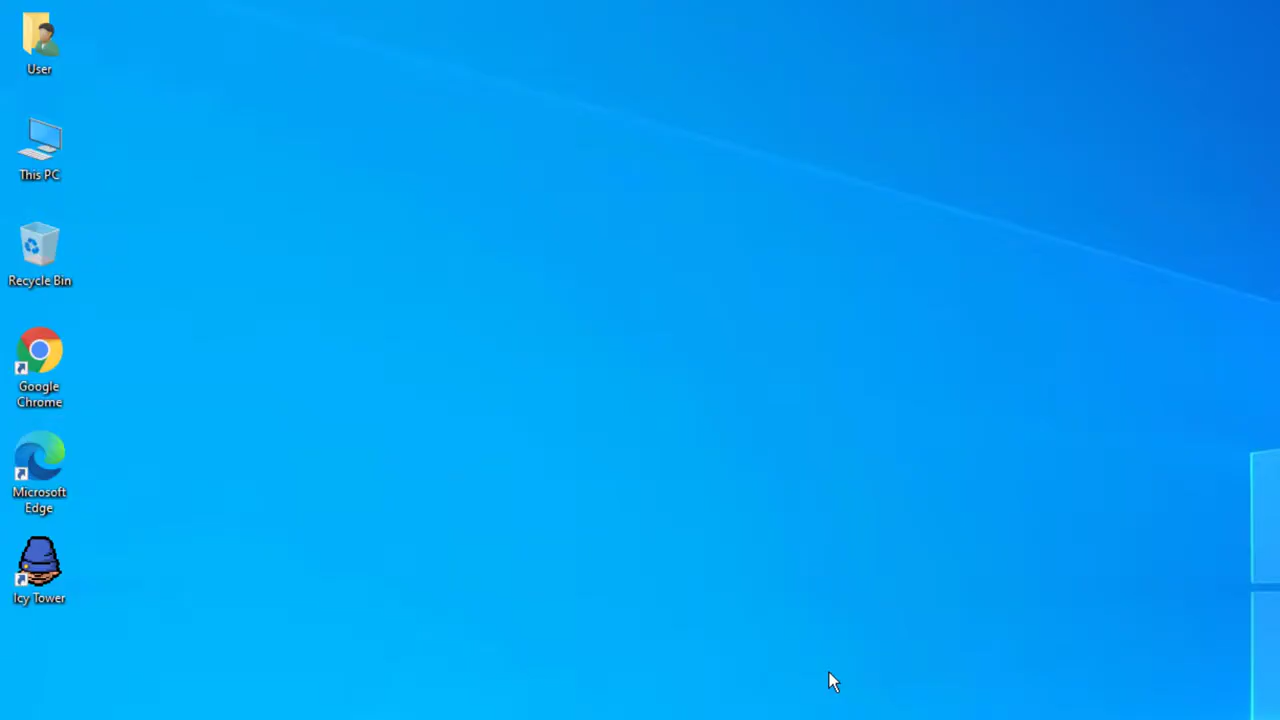 User
This PC
Recycle Bin
Google
Chrome
Microsoft
Edge
Icy Tower